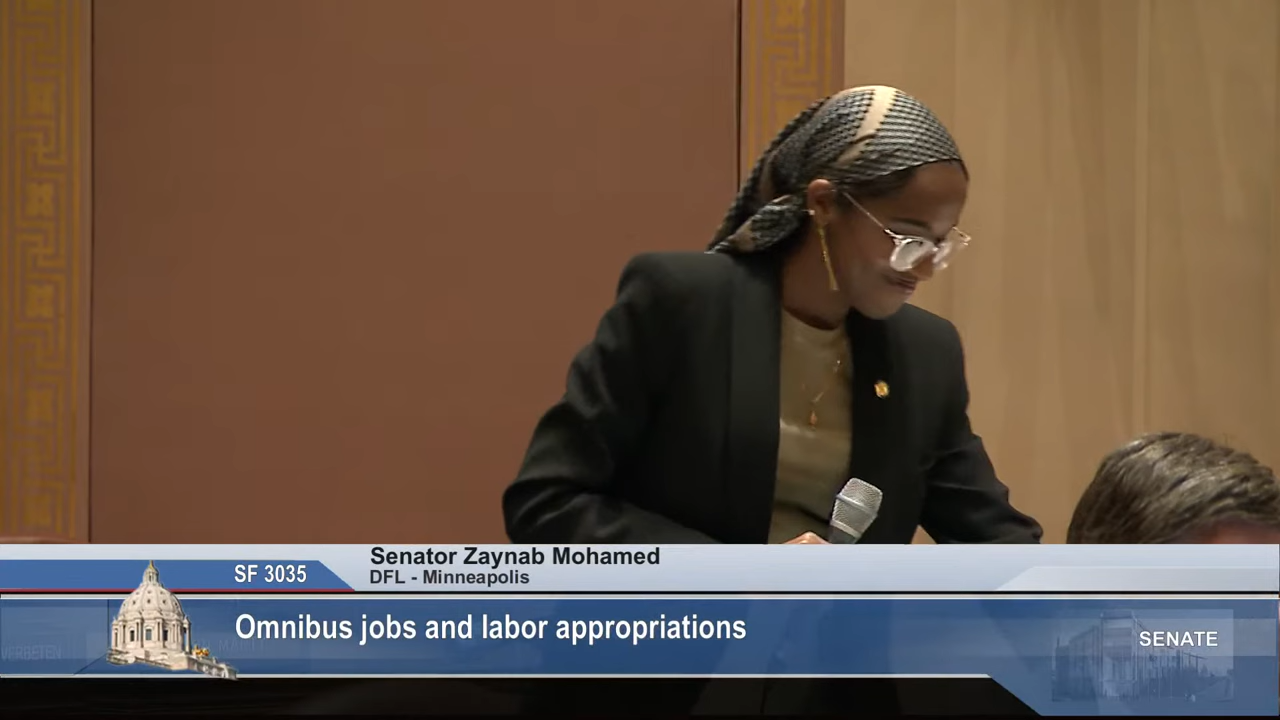 Senator Zaynab Mohamed
SF 3035
DFL - Minneapolis
Omnibus jobs and labor appropriations
SENATE